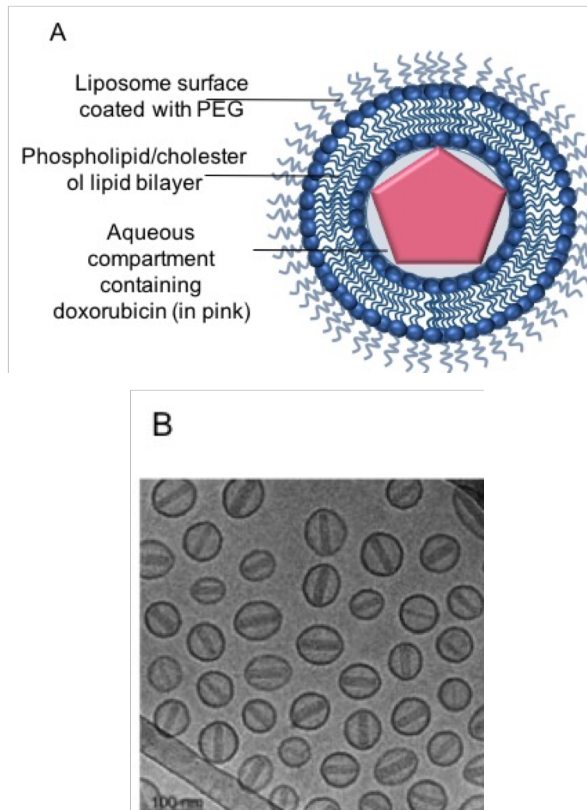 A
Liposome surface
coated with PEG
Phospholipid/cholester
ol lipid bilayer
Aqueous
compartment
containing
doxorubicin (in pink)
B
100 nm